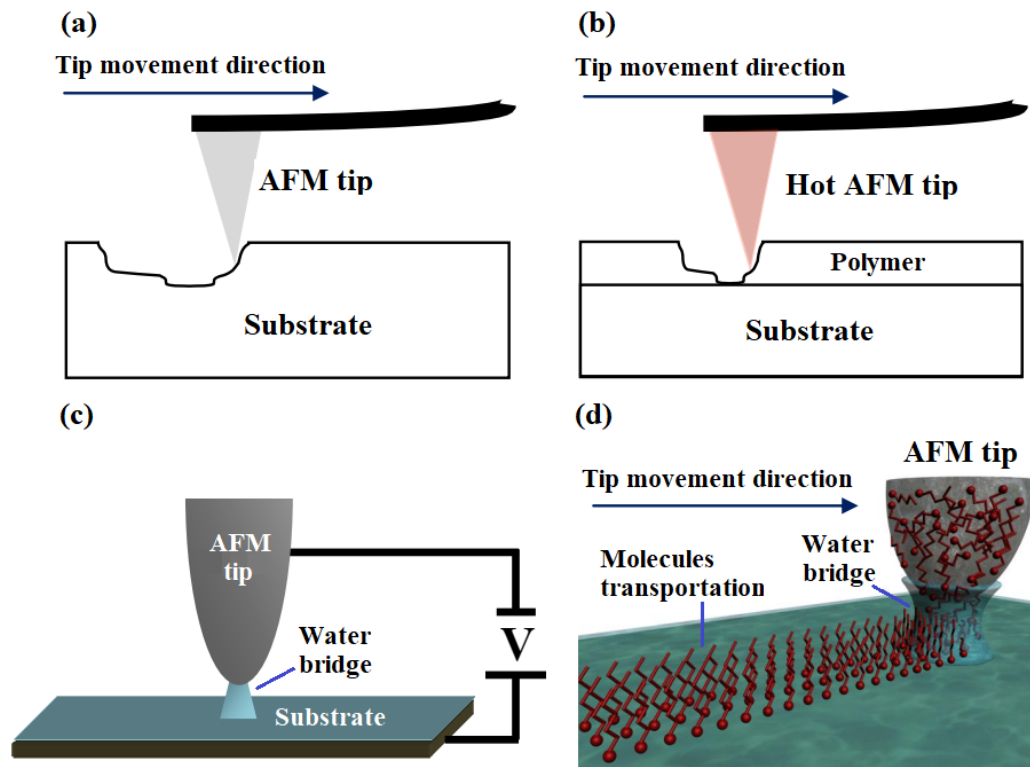 (a)
Tip movement direction
AFM tip
Substrate
(b)
Tip movement direction
Hot AFM tip
Polymer
Substrate
(c)
AFM
tip
Water
bridge
Substrate
V
(d)
AFM tip
Tip movement direction
Water
bridge
Molecules
transportation